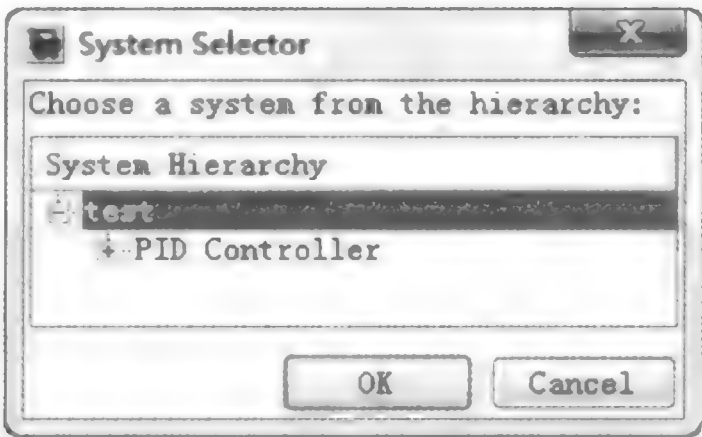 System Selector
Choose a system from the hierarchy:
System Hierarchy
test
PID Controller
OK
Cancel